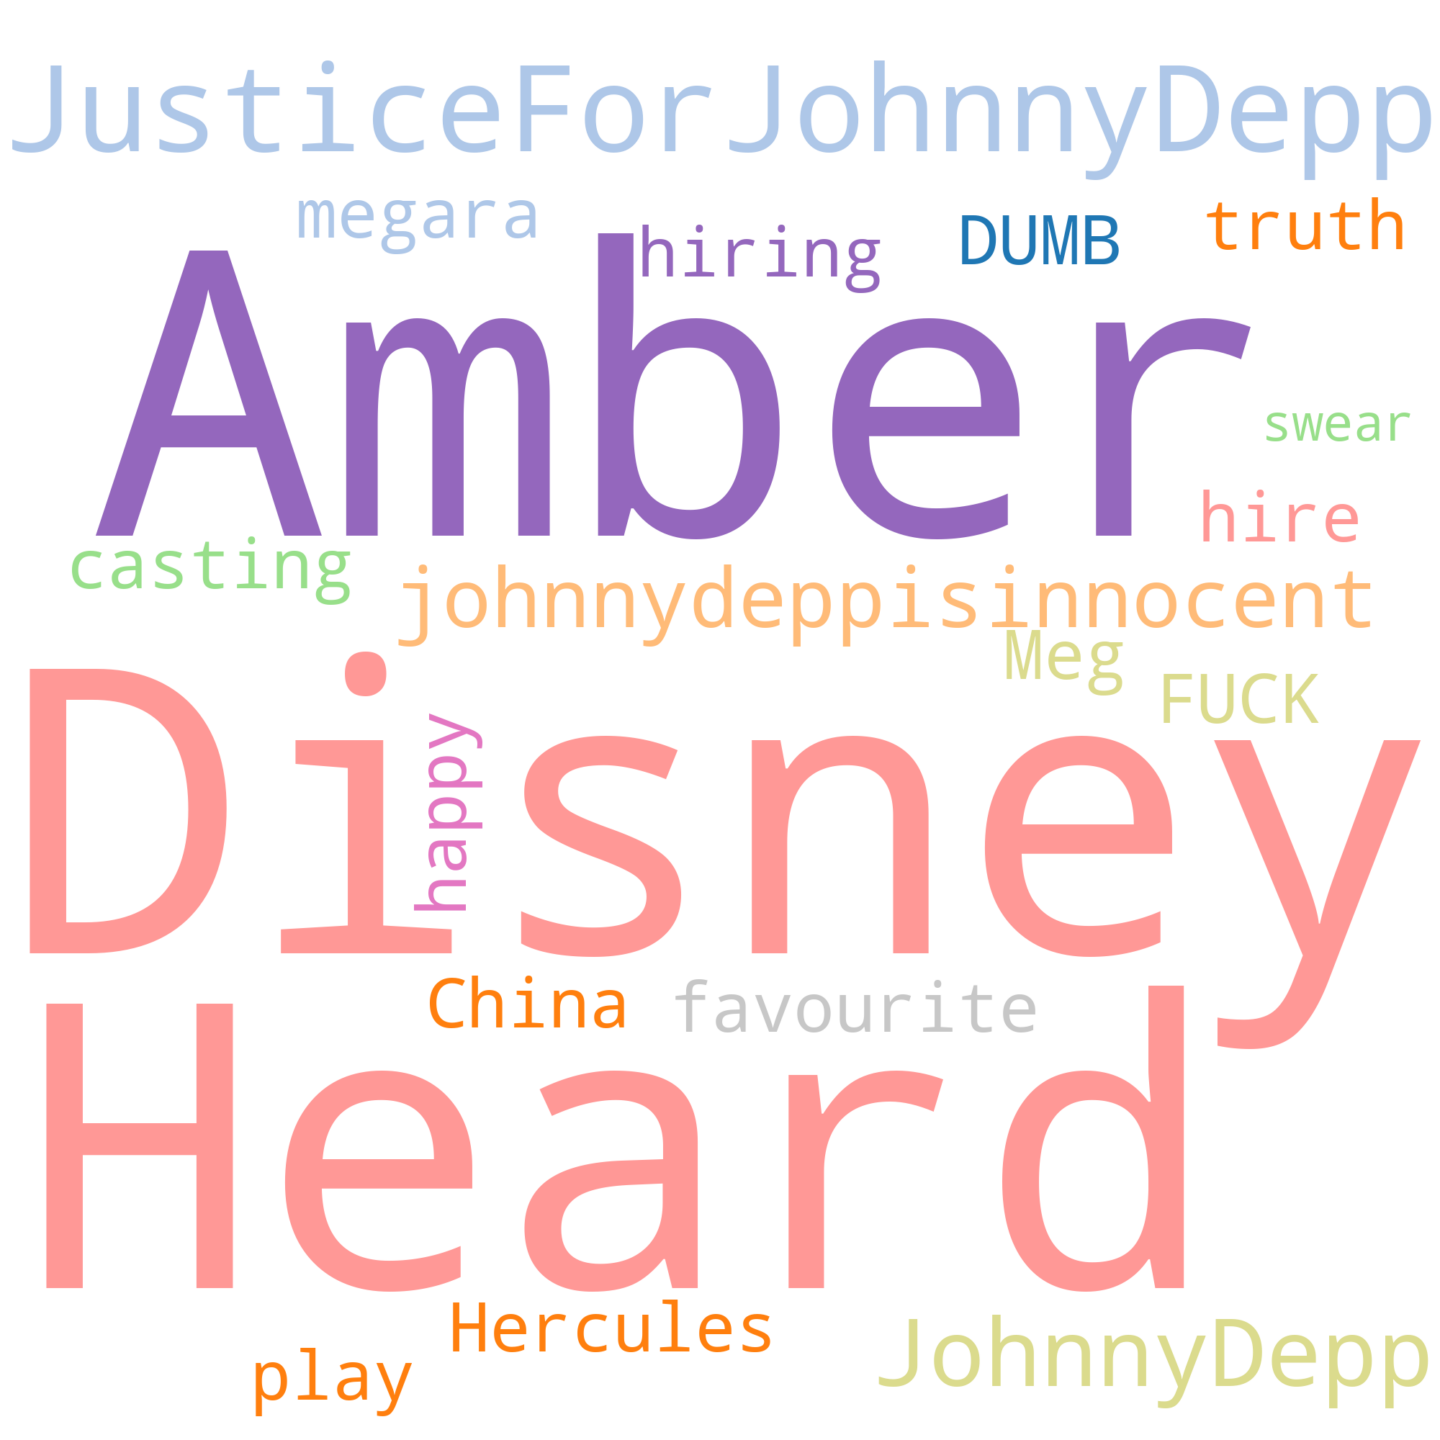 JusticeForJohnnyDepp
megara
hiring
DUMB
truth
Amber
swear
hire
casting
johnnydeppisinnocent
Meg
FUCK
Disney
happy
China
favourite
Heard
Hercules
play
JohnnyDepp